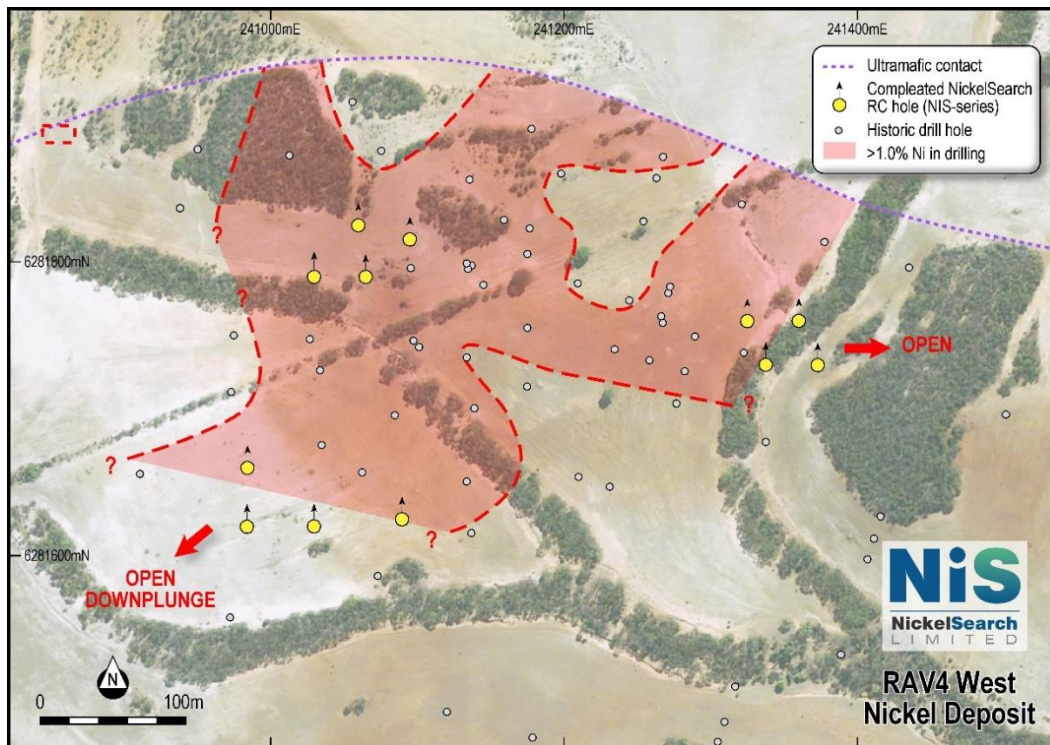 241000mE
241200mE
241400mE
Ultramafic contact
Compleated NickelSearch
RC hole (NIS-series)
Historic drill hole
>1.0% Ni in drilling
?
6281800mN
?
OPEN
?
?
?
6281600mN
OPEN
DOWNPLUNGE
NiS
NickelSearch
LIMITED
N
0
100m
RAV4 West
Nickel Deposit